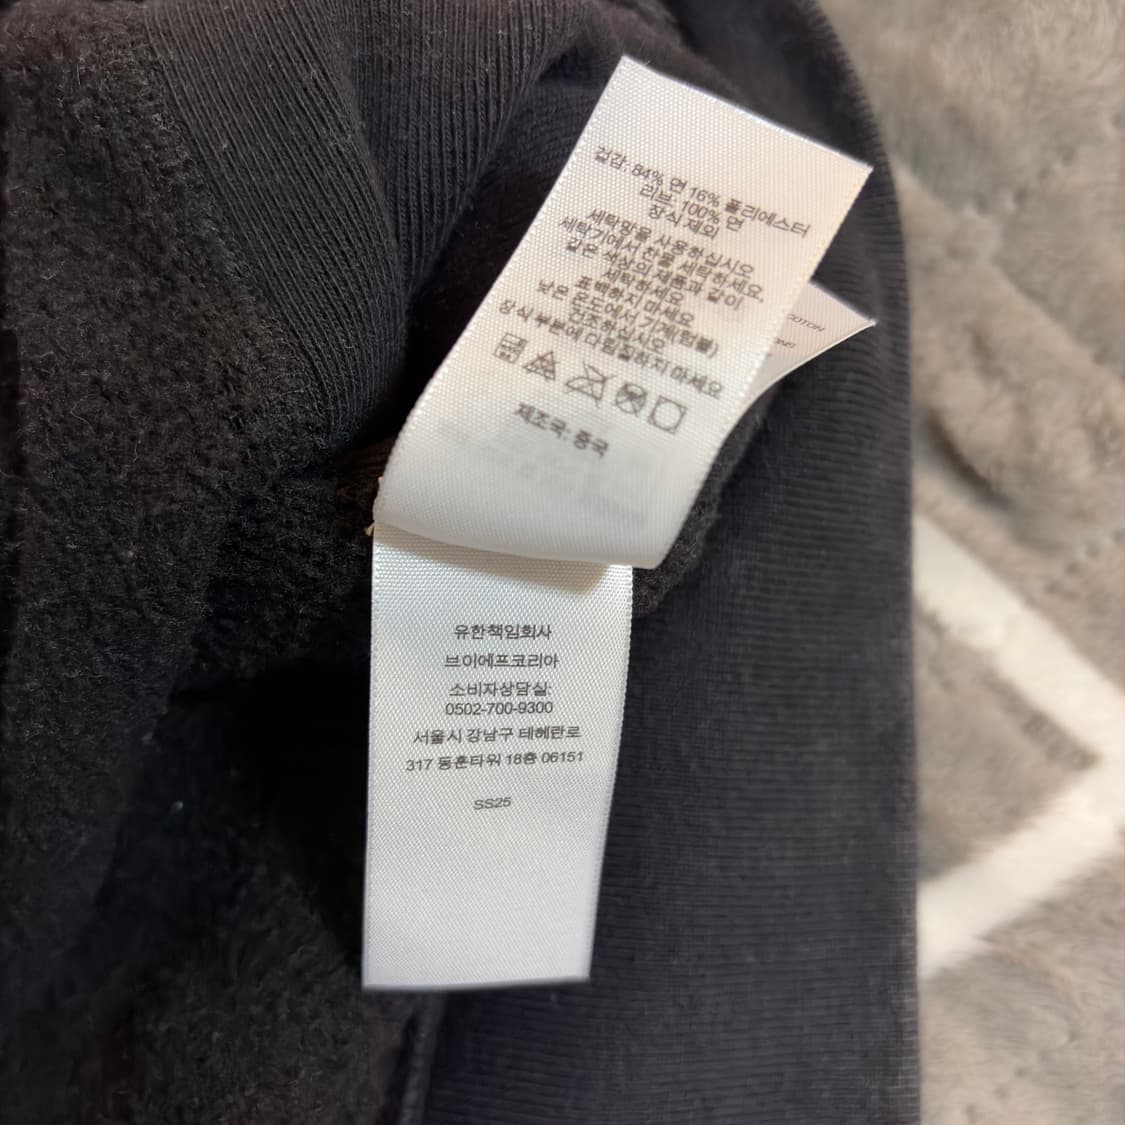 겉감: 84% 면 16% 폴리에스터
리브: 100% 면
장식 제외
세탁망을 사용하십시오
세탁기에서 찬물 세탁하세요.
같은 색상의 제품과 같이
세탁하세요
표백하지 마세요
낮은 온도에서 기계(텀블)
건조하십시오
장식 부분에 다림질하지 마세요
제조국: 중국
COTON
유한책임회사
브이에프코리아
소비자상담실:
0502-700-9300
서울시 강남구 테헤란로
317 동훈타워 18층 06151
SS25